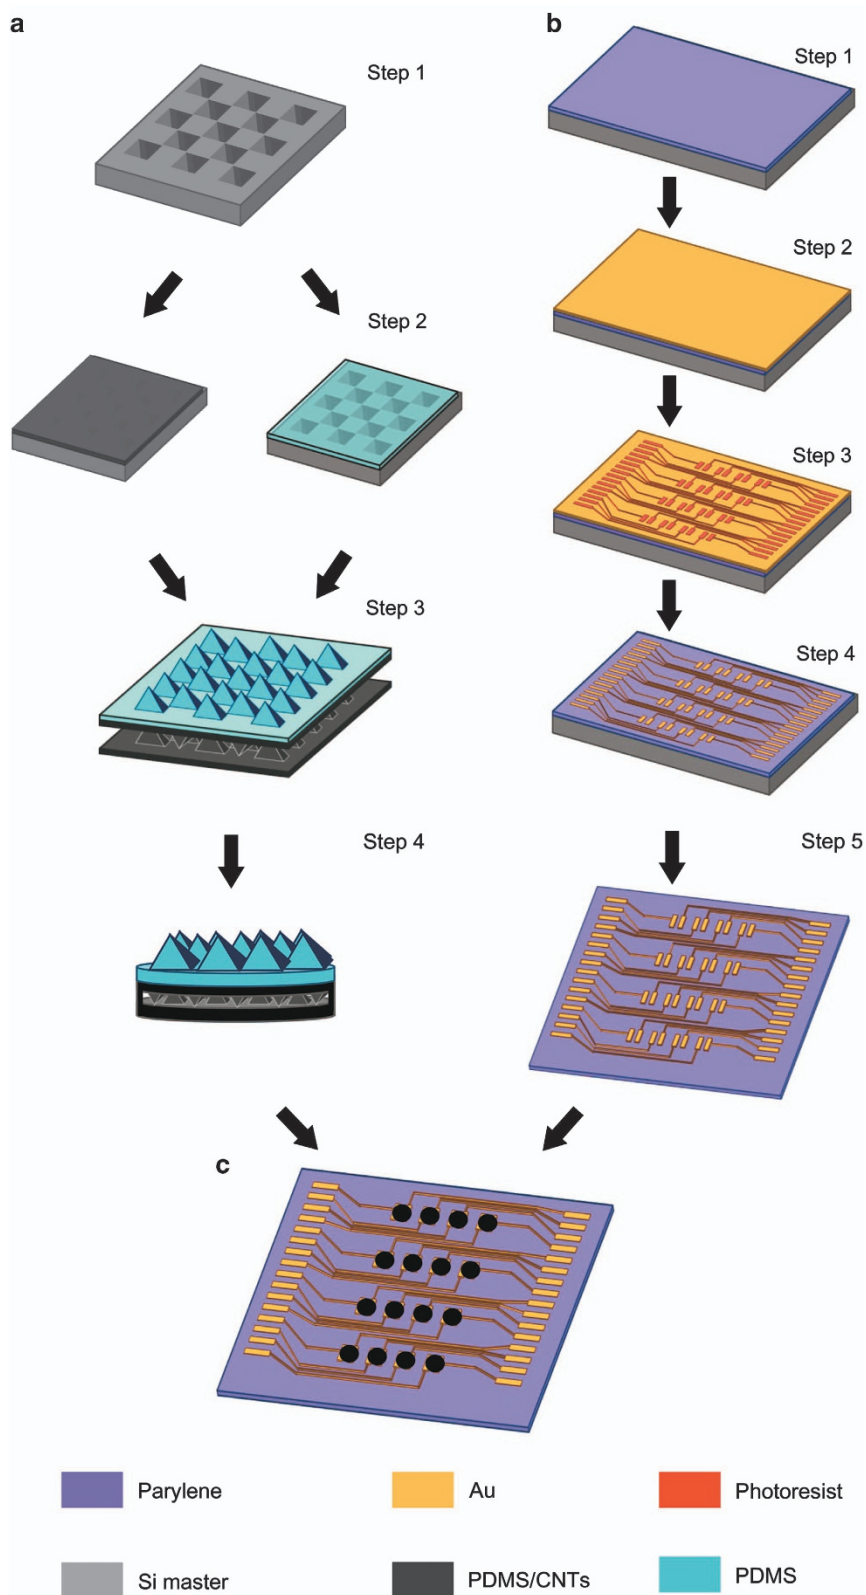 a
b
Step 1
Step 1
Step 2
Step 2
Step 3
Step 3
Step 4
Step 4
Step 5
c
Parylene
Au
Photoresist
Si master
PDMS/CNTs
PDMS